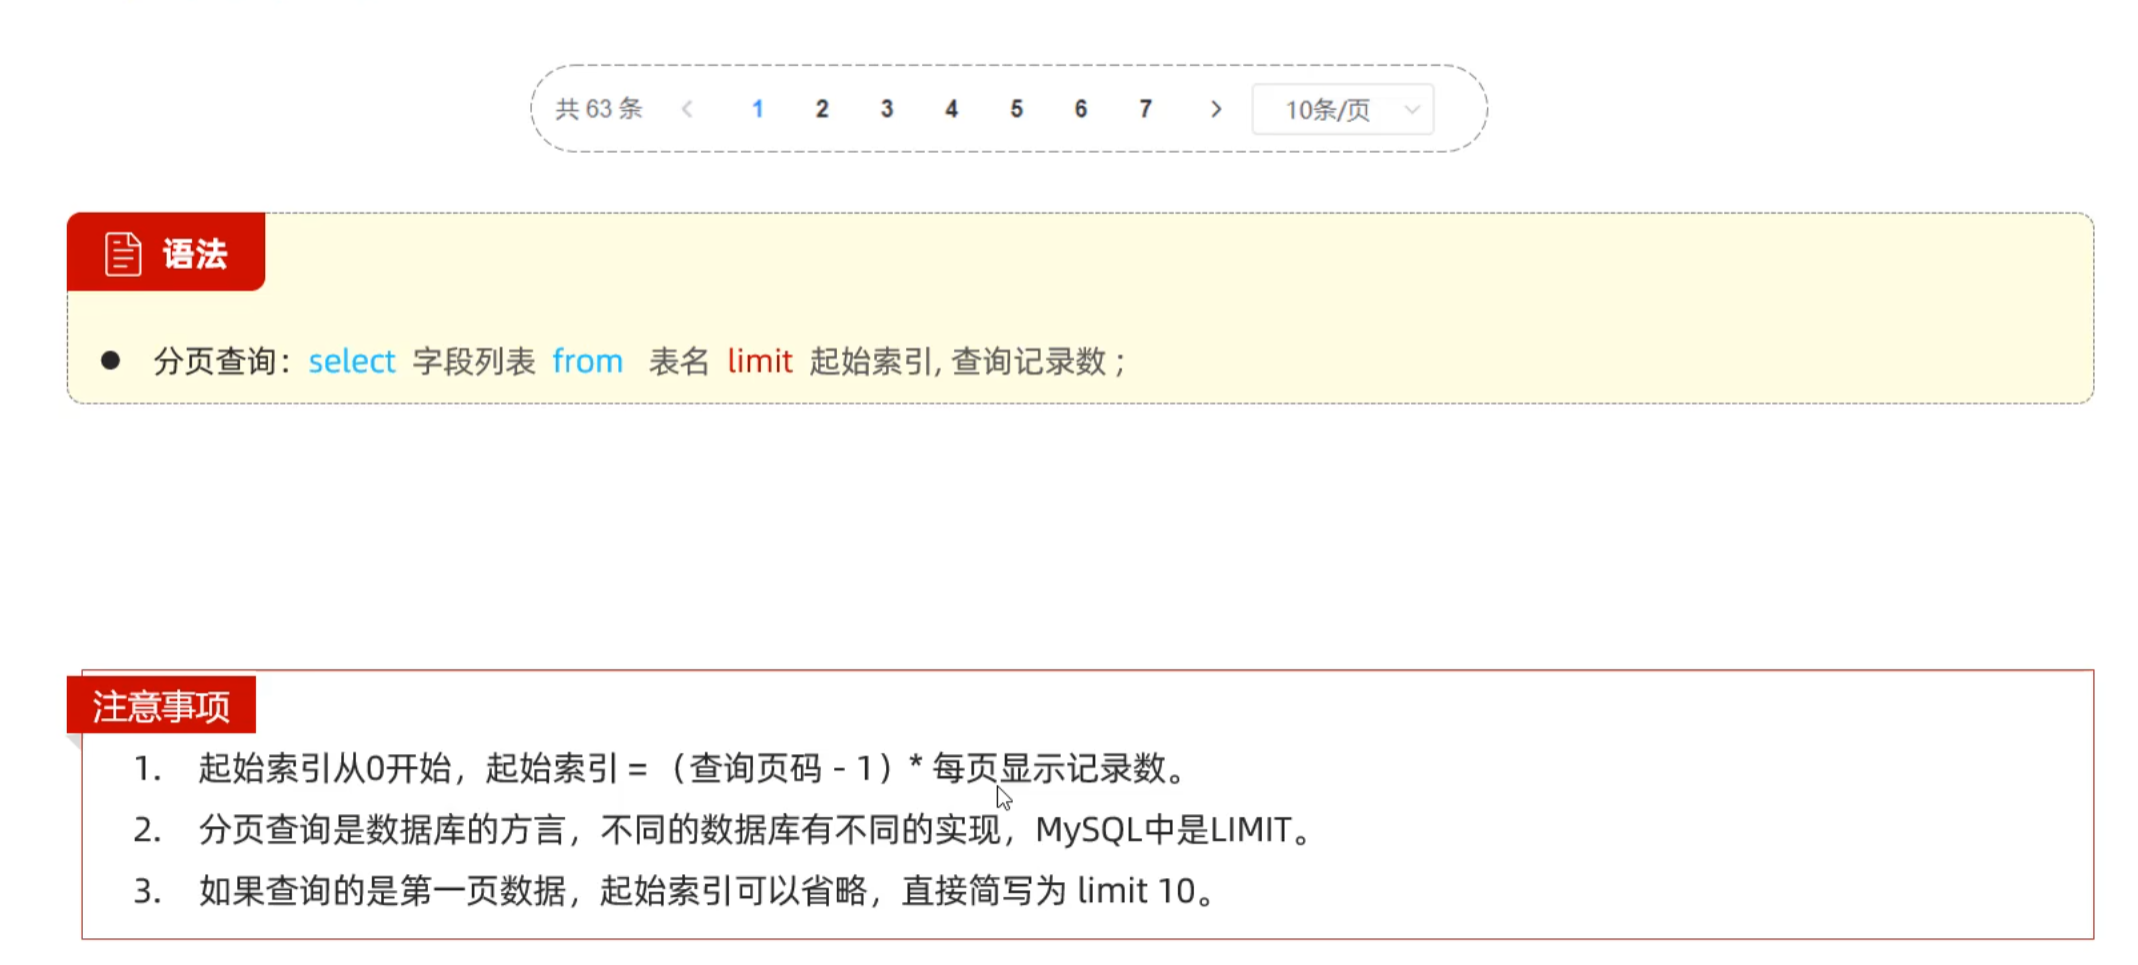 共 63 条 < 1 2 3 4 5 6 7 > 10条/页
语法
● 分页查询：select 字段列表 from 表名 limit 起始索引, 查询记录数 ;
注意事项
1. 起始索引从0开始，起始索引 = （查询页码 - 1）* 每页显示记录数。
2. 分页查询是数据库的方言，不同的数据库有不同的实现，MySQL中是LIMIT。
3. 如果查询的是第一页数据，起始索引可以省略，直接简写为 limit 10。